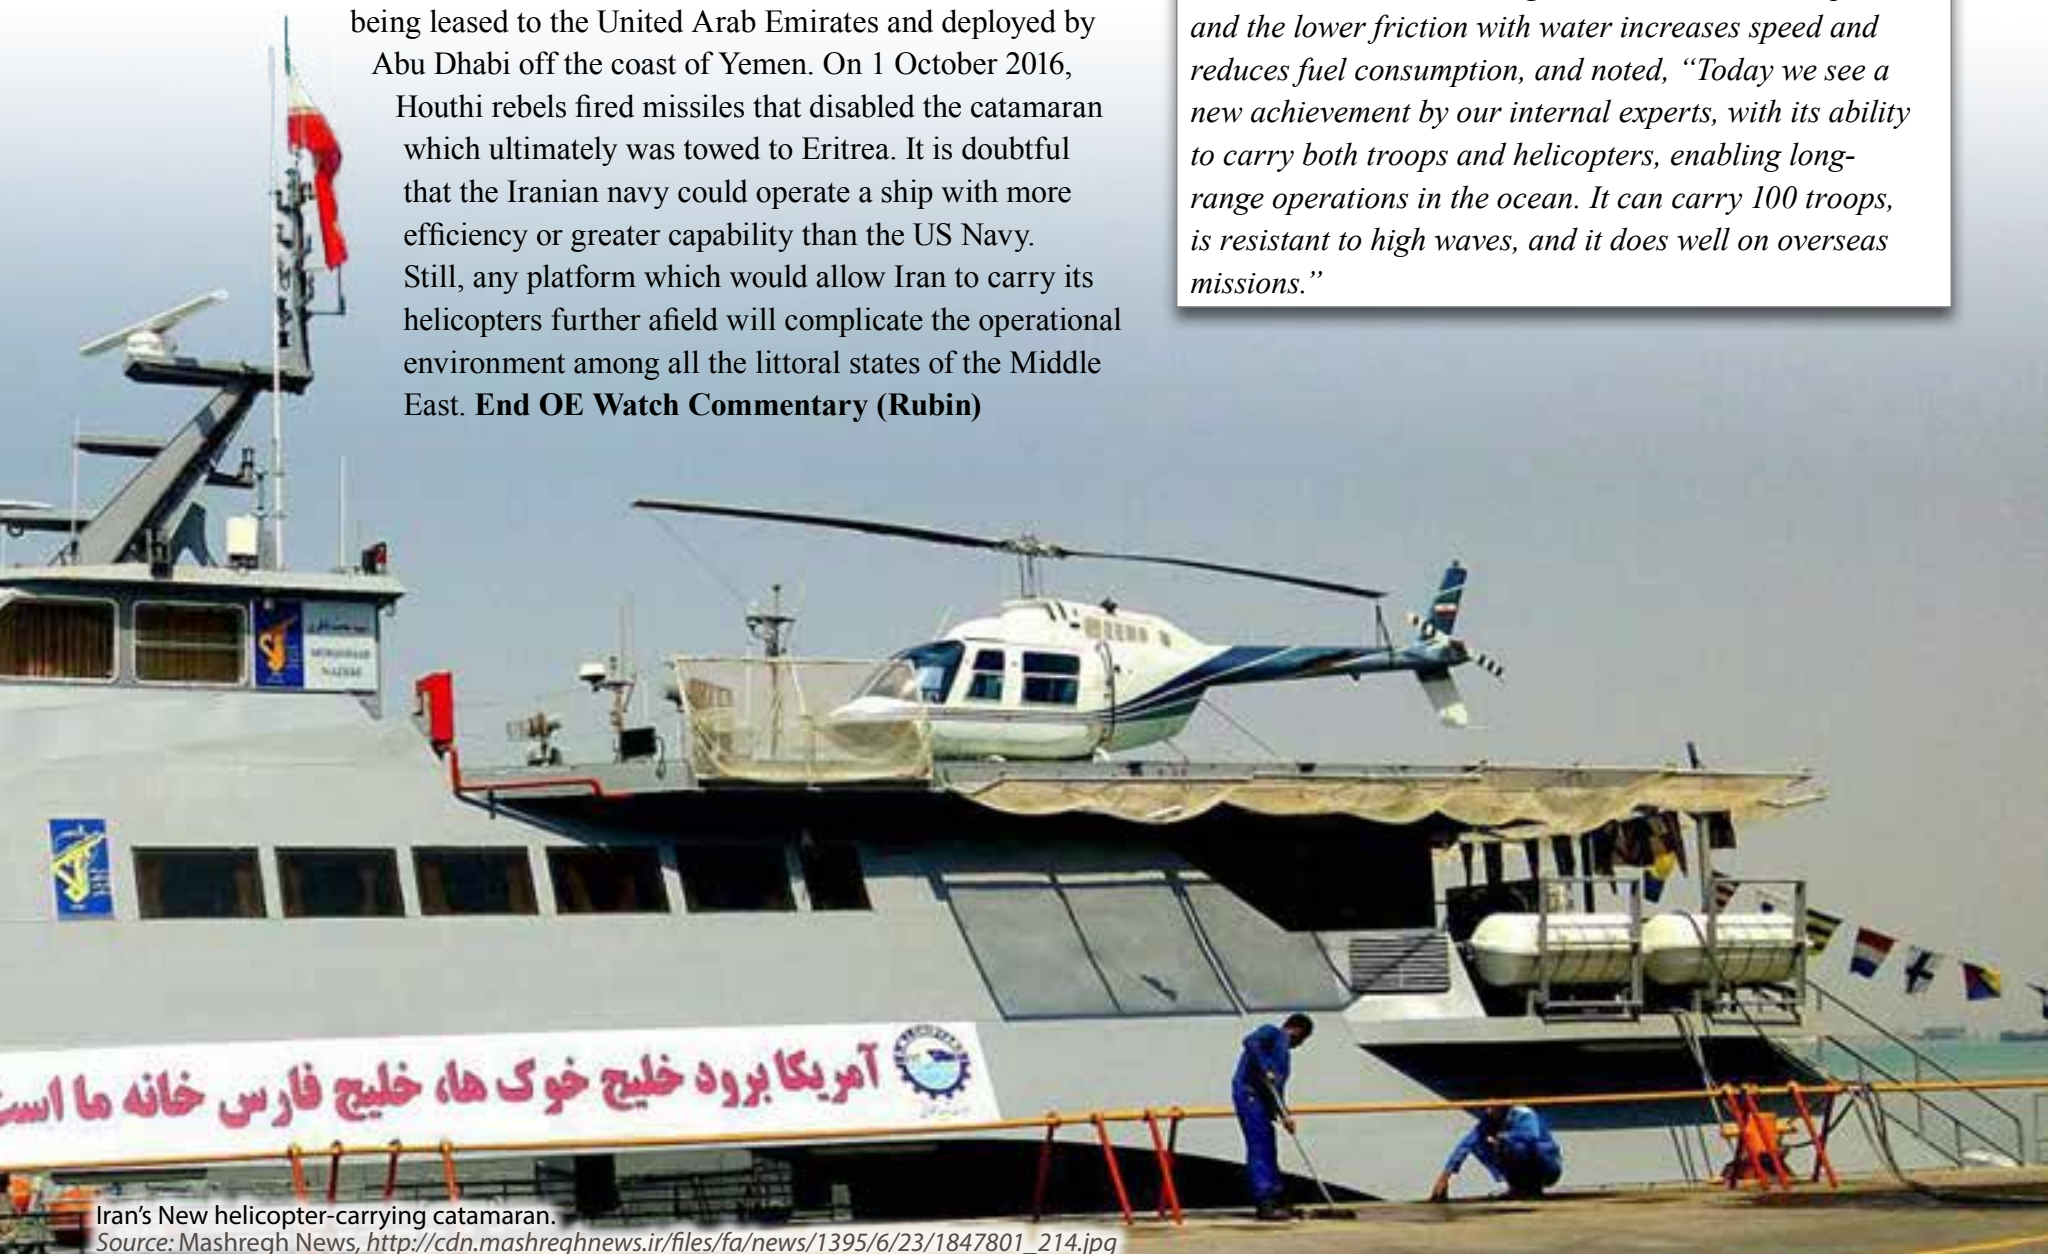 being leased to the United Arab Emirates and deployed by
Abu Dhabi off the coast of Yemen. On 1 October 2016,
Houthi rebels fired missiles that disabled the catamaran
which ultimately was towed to Eritrea. It is doubtful
that the Iranian navy could operate a ship with more
efficiency or greater capability than the US Navy.
Still, any platform which would allow Iran to carry its
helicopters further afield will complicate the operational
environment among all the littoral states of the Middle
East. End OE Watch Commentary (Rubin)
and the lower friction with water increases speed and
reduces fuel consumption, and noted, “Today we see a
new achievement by our internal experts, with its ability
to carry both troops and helicopters, enabling long-
range operations in the ocean. It can carry 100 troops,
is resistant to high waves, and it does well on overseas
missions.”
آمریکا برود خلیج خوک ها، خلیج فارس خانه ما است
Iran’s New helicopter-carrying catamaran.
Source: Mashregh News, http://cdn.mashreghnews.ir/files/fa/news/1395/6/23/1847801_214.jpg